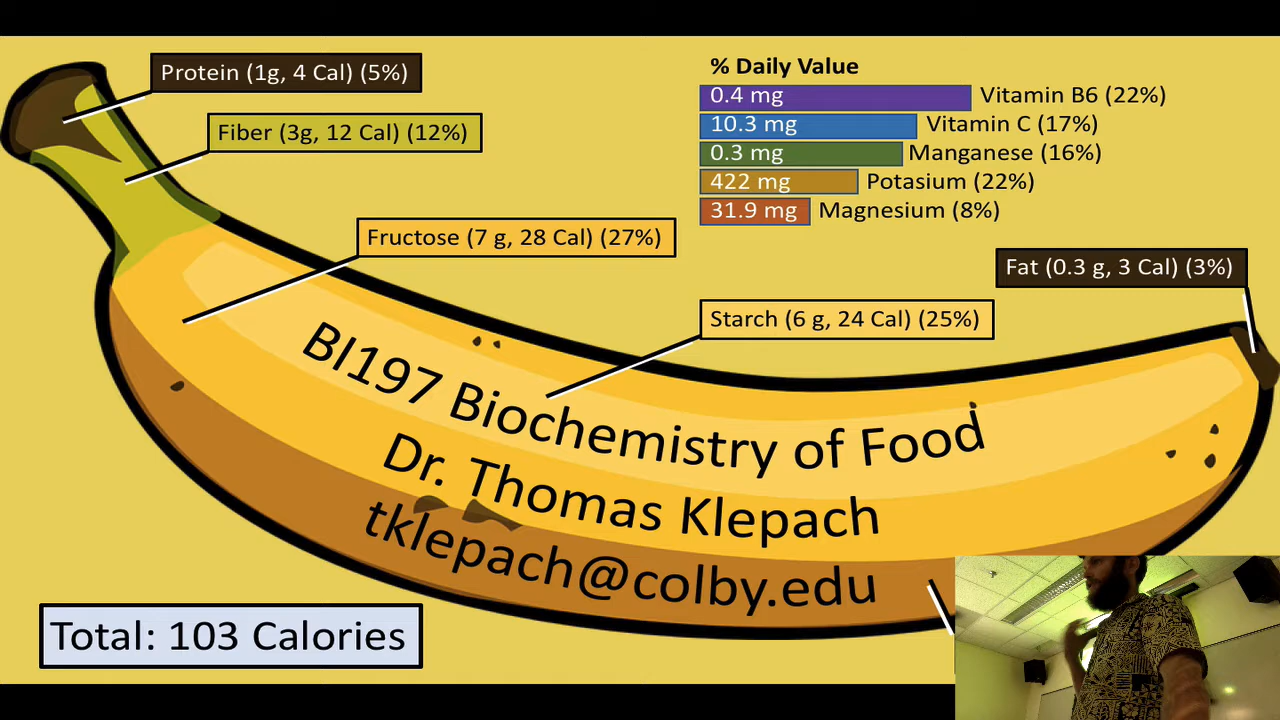 Protein (1g, 4 Cal) (5%)
Fiber (3g, 12 Cal) (12%)
Fructose (7 g, 28 Cal) (27%)
% Daily Value
0.4 mg Vitamin B6 (22%)
10.3 mg Vitamin C (17%)
0.3 mg Manganese (16%)
422 mg Potasium (22%)
31.9 mg Magnesium (8%)
Fat (0.3 g, 3 Cal) (3%)
Starch (6 g, 24 Cal) (25%)
BI197 Biochemistry of Food
Dr. Thomas Klepach
tklepach@colby.edu
Total: 103 Calories